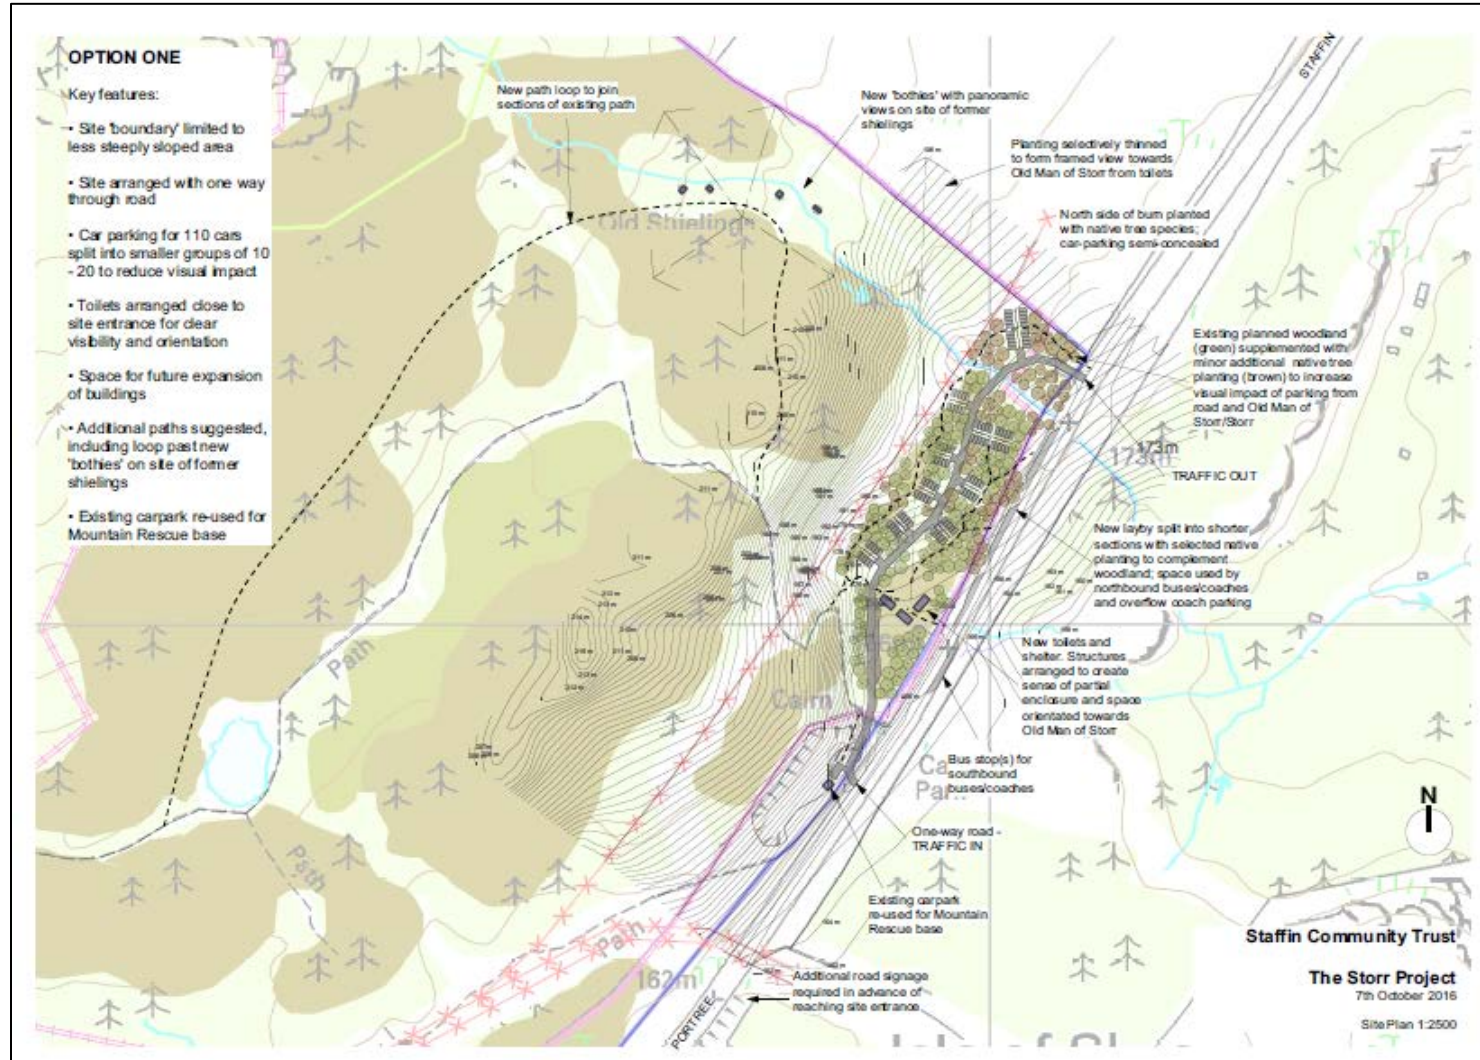 OPTION ONE
Key features:
• Site 'boundary' limited to
less steeply sloped area
• Site arranged with one way
through road
• Car parking for 110 cars
split into smaller groups of 10
- 20 to reduce visual impact
• Toilets arranged close to
site entrance for clear
visibility and orientation
• Space for future expansion
of buildings
• Additional paths suggested,
including loop past new
'bothies' on site of former
shielings
• Existing carpark re-used for
Mountain Rescue base
New path loop to join
sections of existing path
New 'bothies' with panoramic
views on site of former
shielings
STAFFIN
Planting selectively thinned
to form framed view towards
Old Man of Storr from toilets
North side of burn planted
with native tree species;
car-parking semi-concealed
Old Shielings
Existing planned woodland
(green) supplemented with
minor additional native tree
planting (brown) to increase
visual impact of parking from
road and Old Man of
Storr/Storr
173m
173m
TRAFFIC OUT
New layby split into shorter
sections with selected native
planting to complement
woodland; space used by
northbound buses/coaches
and overflow coach parking
New toilets and
shelter. Structures
arranged to create
sense of partial
enclosure and space
orientated towards
Old Man of Storr
Path
Cairn
Bus stop(s) for
southbound
buses/coaches
Car
Park
One-way road -
TRAFFIC IN
N
Path
Existing carpark
re-used for Mountain
Rescue base
Path
162m
Additional road signage
required in advance of
reaching site entrance
PORTREE
Staffin Community Trust
The Storr Project
7th October 2016
Site Plan 1:2500